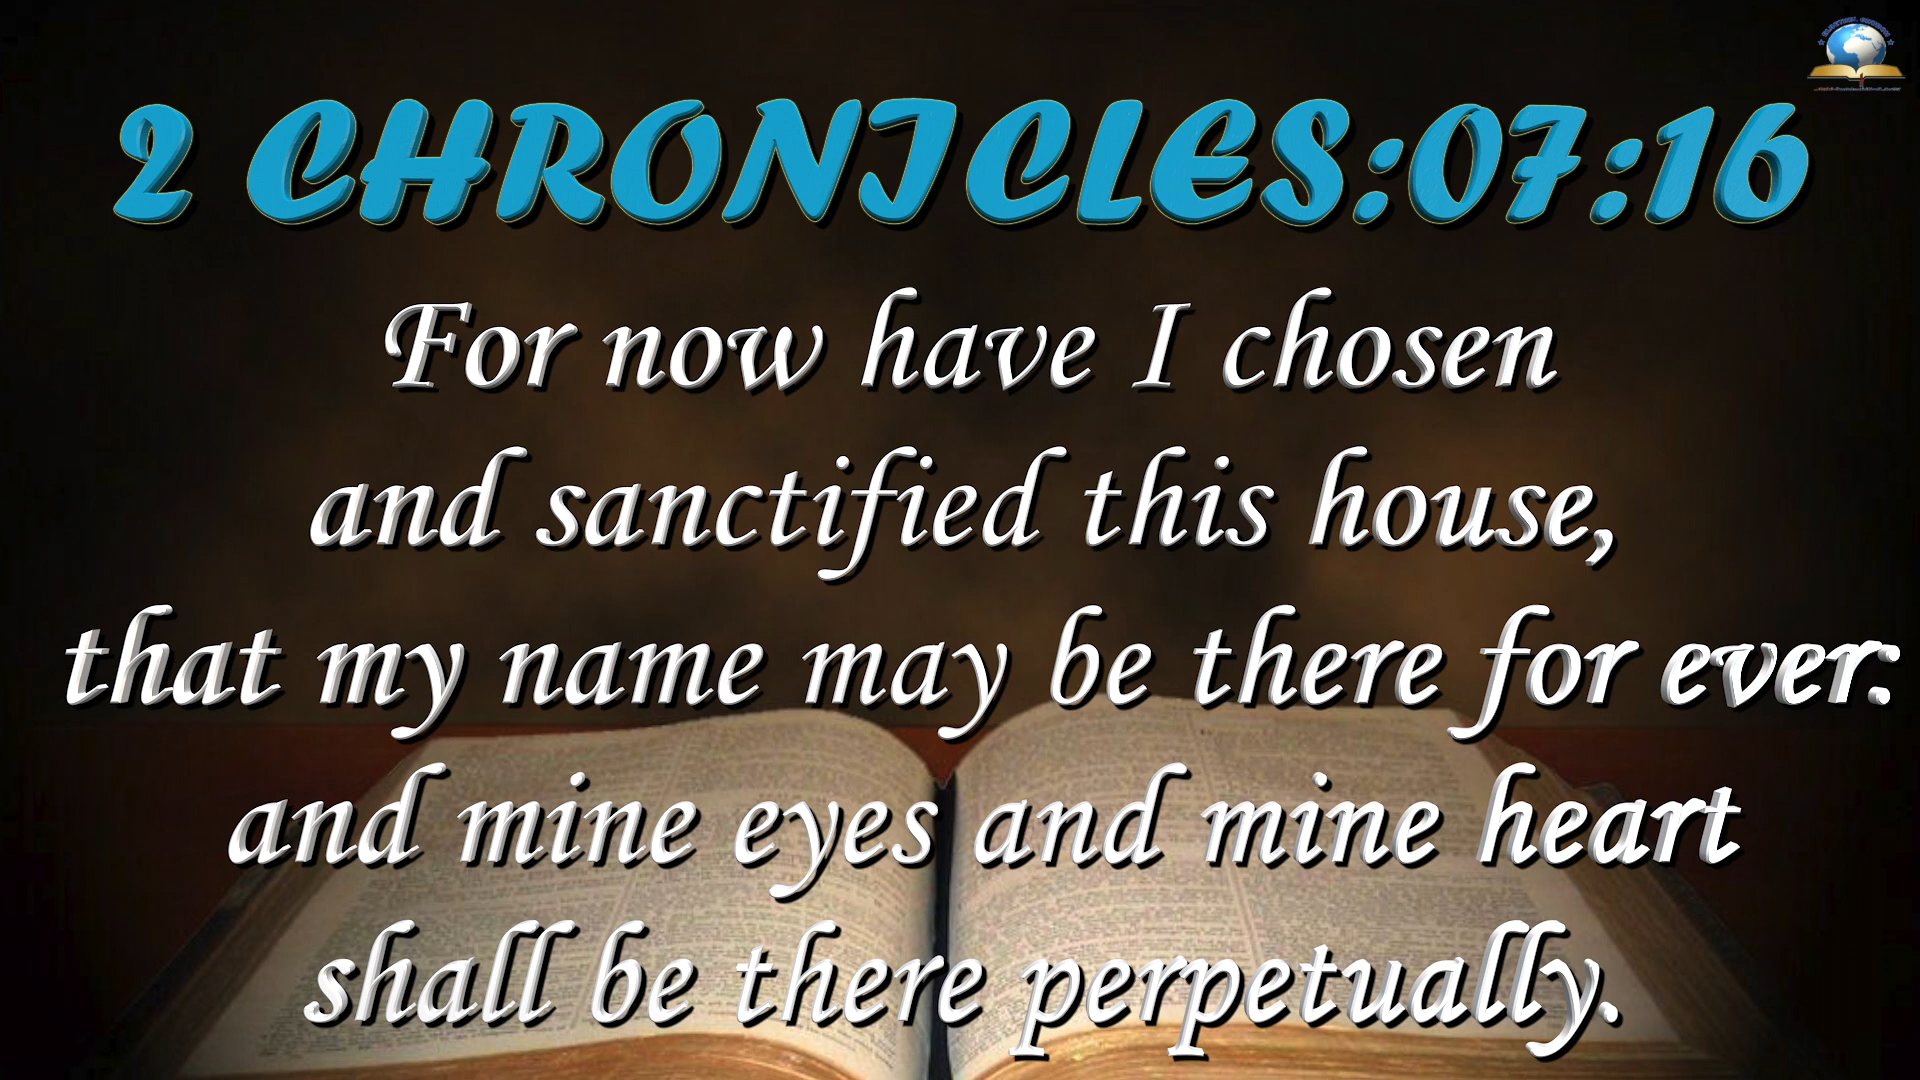 2 CHRONICLES:07:16
For now have I chosen
and sanctified this house,
that my name may be there for ever:
and mine eyes and mine heart
shall be there perpetually.